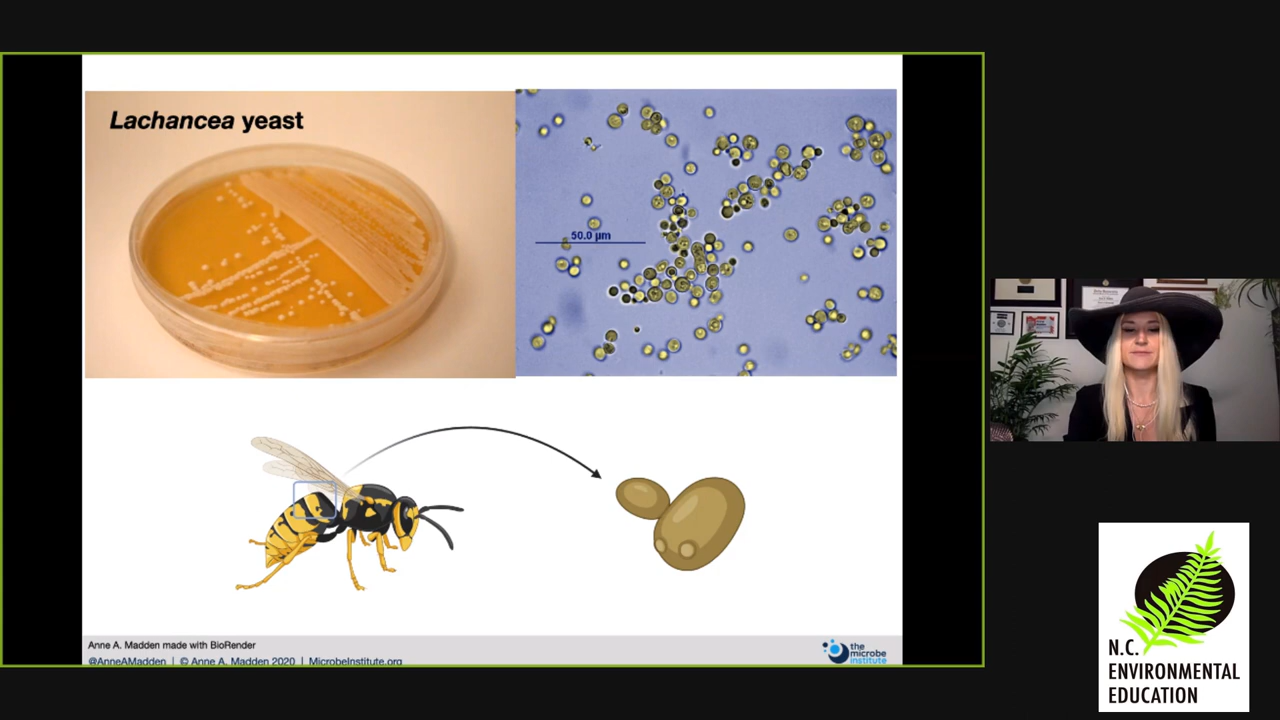 Lachancea yeast
50.0 µm
Anne A. Madden made with BioRender
@AnneAMadden | © Anne A. Madden 2020 | MicrobeInstitute.org
the
microbe
institute
N.C.
ENVIRONMENTAL
EDUCATION